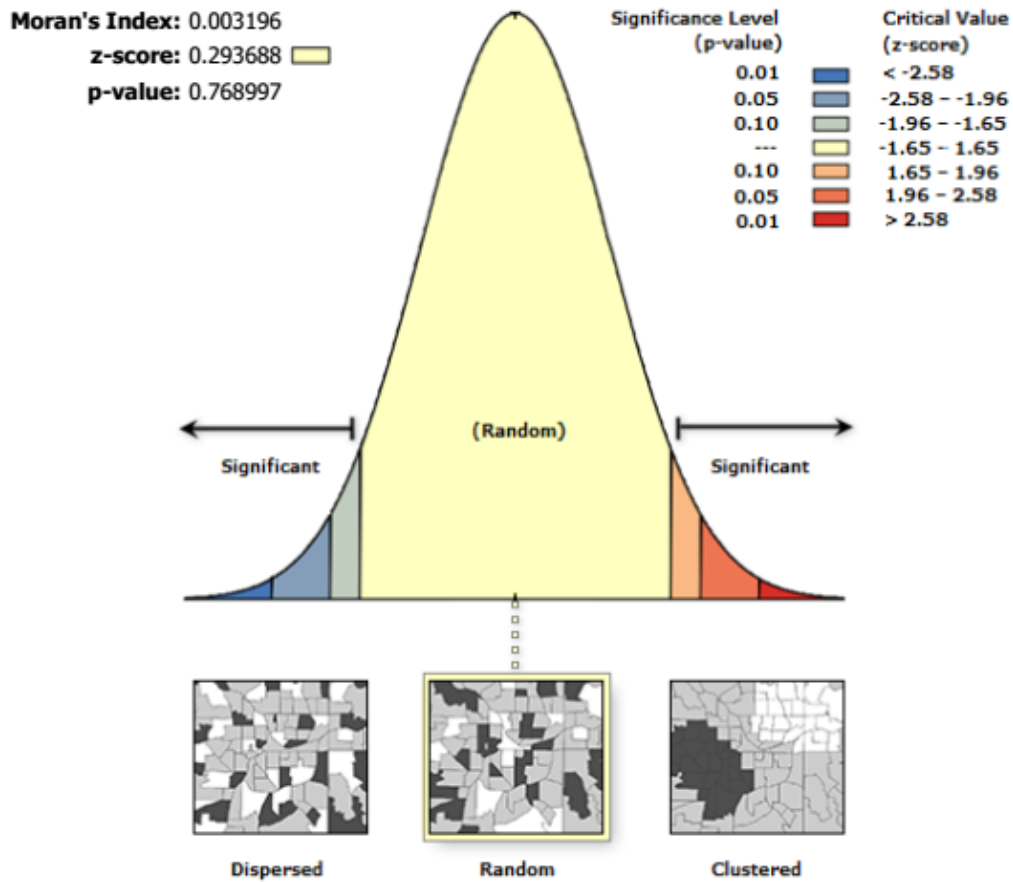 Moran's Index: 0.003196
z-score: 0.293688
p-value: 0.768997
Significance Level
(p-value)
Critical Value
(z-score)
0.01 < -2.58
0.05 -2.58 – -1.96
0.10 -1.96 – -1.65
--- -1.65 - 1.65
0.10 1.65 – 1.96
0.05 1.96 – 2.58
0.01 > 2.58
(Random)
Significant
Significant
Dispersed
Random
Clustered